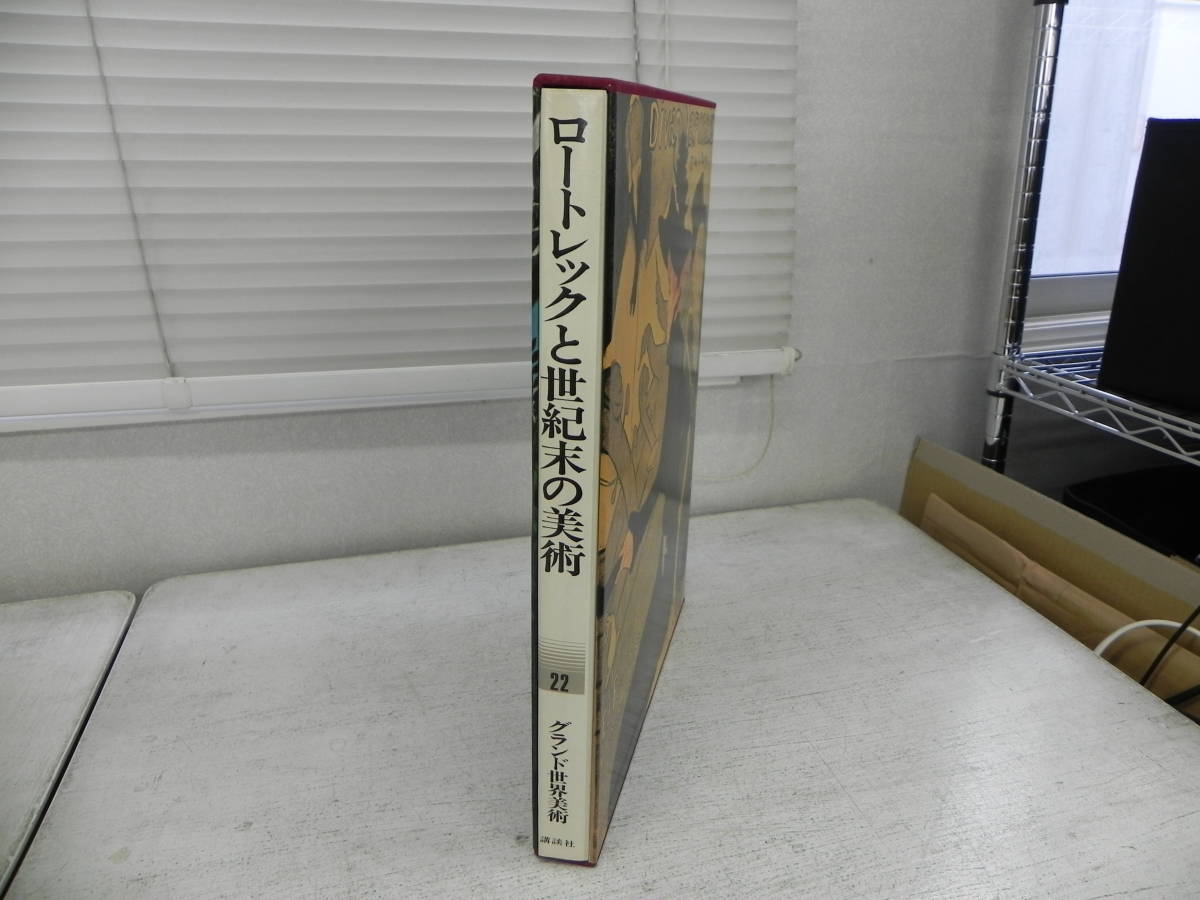 ロートレックと世紀末の美術
22
グランド世界美術
講談社